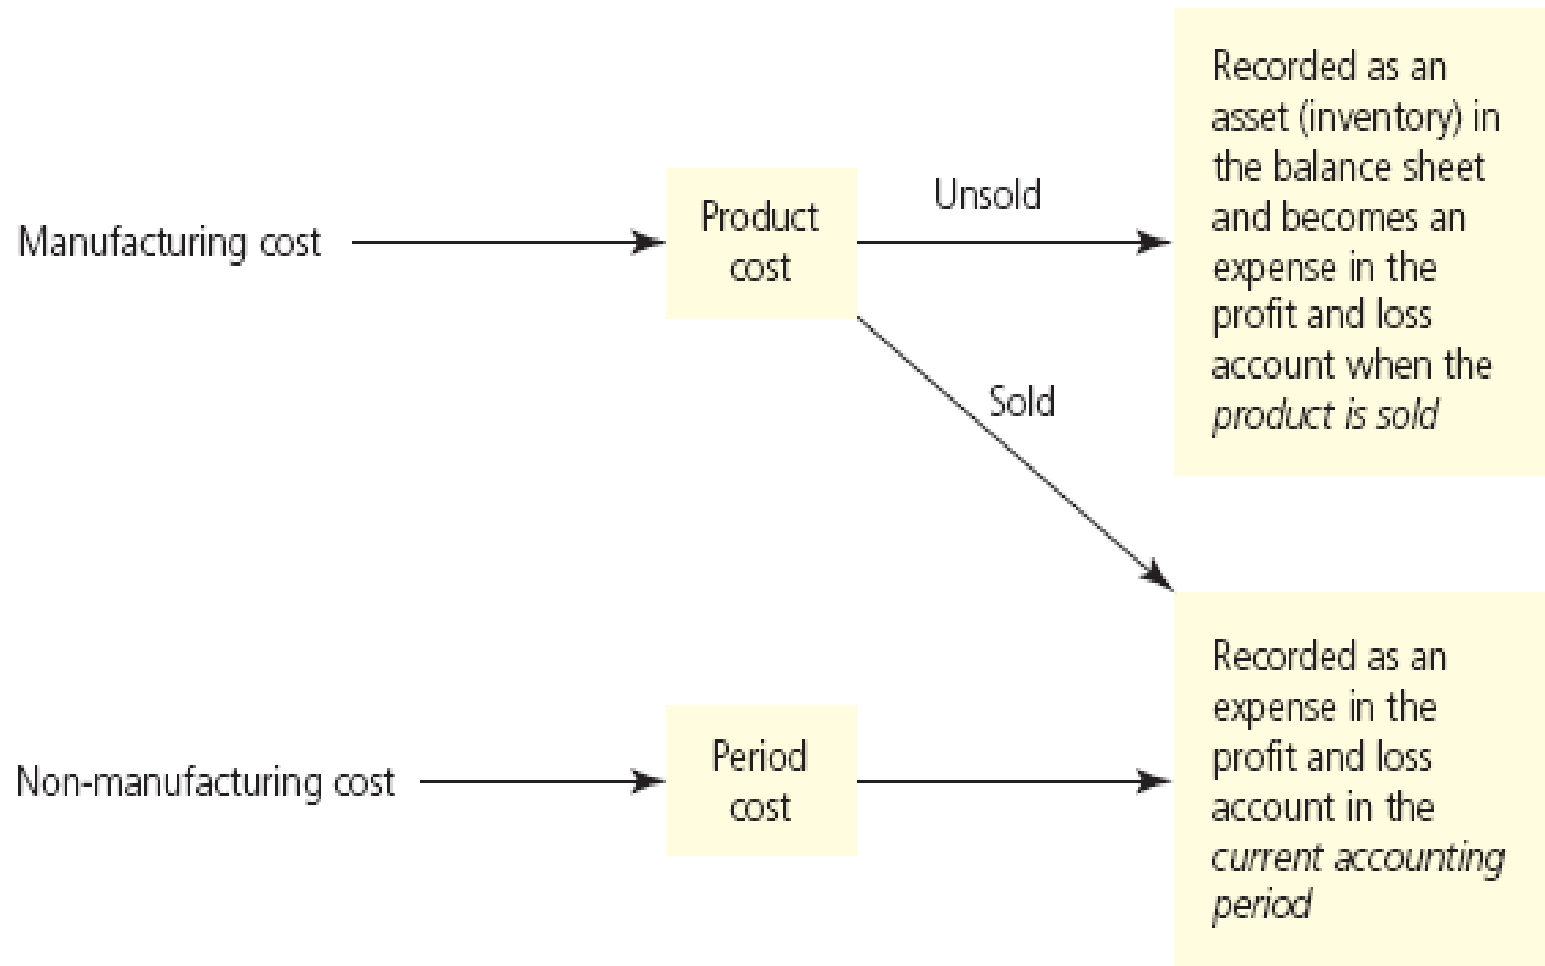 Manufacturing cost
Product
cost
Unsold
Sold
Recorded as an
asset (inventory) in
the balance sheet
and becomes an
expense in the
profit and loss
account when the
product is sold
Non-manufacturing cost
Period
cost
Recorded as an
expense in the
profit and loss
account in the
current accounting
period